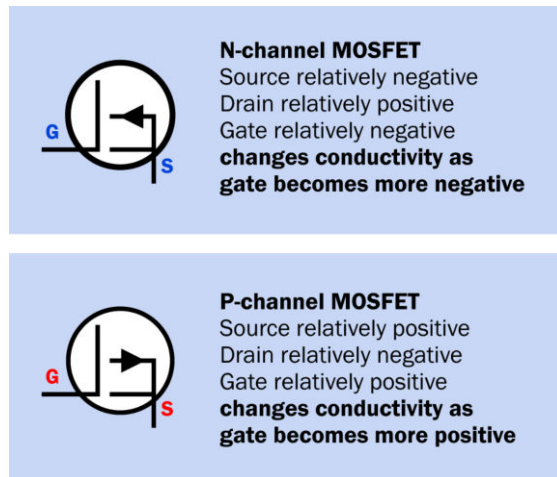 N-channel MOSFET
Source relatively negative
Drain relatively positive
Gate relatively negative
changes conductivity as
gate becomes more negative
G
S
P-channel MOSFET
Source relatively positive
Drain relatively negative
Gate relatively positive
changes conductivity as
gate becomes more positive
G
S